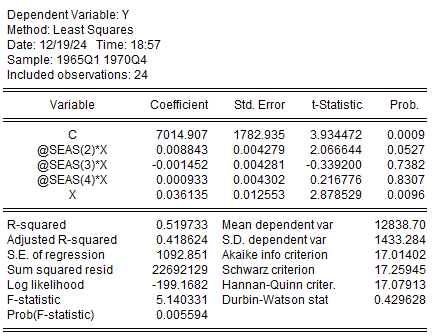 Dependent Variable: Y
Method: Least Squares
Date: 12/19/24 Time: 18:57
Sample: 1965Q1 1970Q4
Included observations: 24
Variable Coefficient Std. Error t-Statistic Prob.
C 7014.907 1782.935 3.934472 0.0009
@SEAS(2)*X 0.008843 0.004279 2.066644 0.0527
@SEAS(3)*X -0.001452 0.004281 -0.339200 0.7382
@SEAS(4)*X 0.000933 0.004302 0.216776 0.8307
X 0.036135 0.012553 2.878529 0.0096
R-squared 0.519733 Mean dependent var 12838.70
Adjusted R-squared 0.418624 S.D. dependent var 1433.284
S.E. of regression 1092.851 Akaike info criterion 17.01402
Sum squared resid 22692129 Schwarz criterion 17.25945
Log likelihood -199.1682 Hannan-Quinn criter. 17.07913
F-statistic 5.140331 Durbin-Watson stat 0.429628
Prob(F-statistic) 0.005594